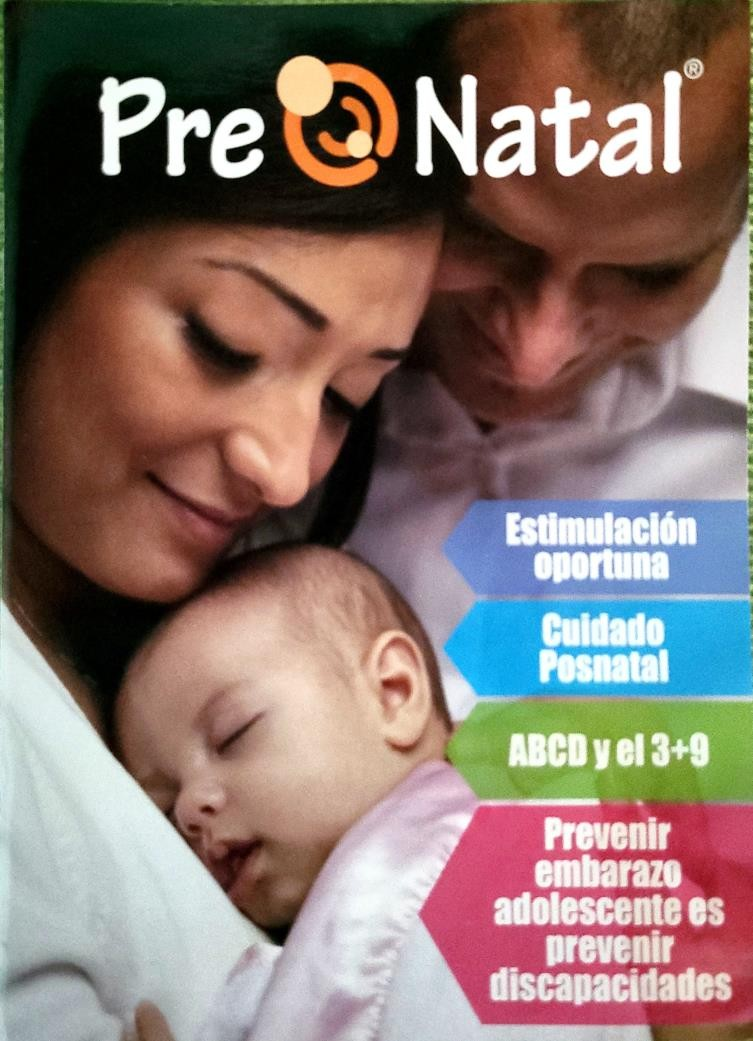 Pre Natal®
Estimulación
oportuna
Cuidado
Posnatal
ABCD y el 3+9
Prevenir
embarazo
adolescente es
prevenir
discapacidades